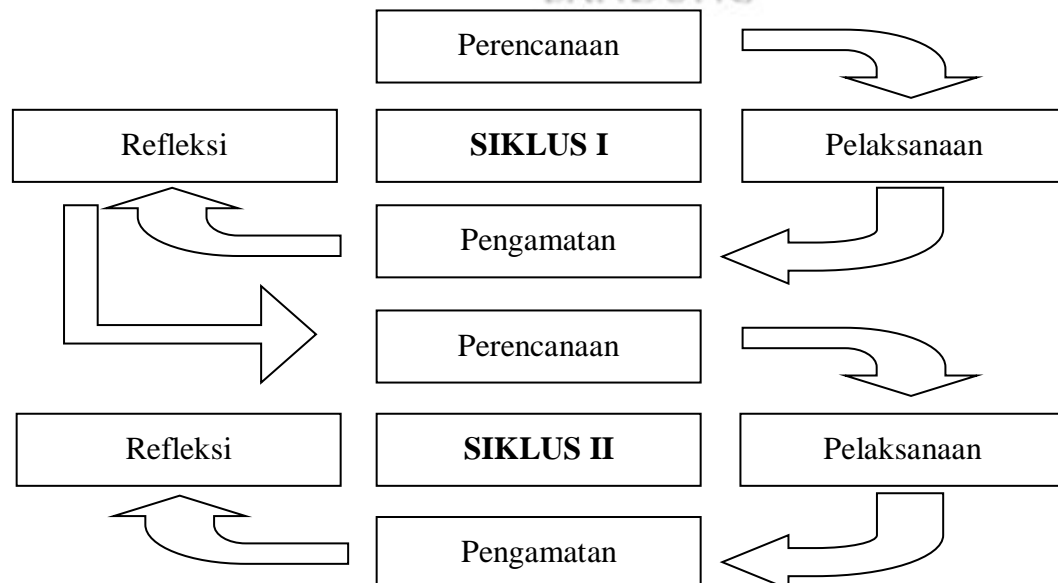 Perencanaan
Refleksi
SIKLUS I
Pelaksanaan
Pengamatan
Perencanaan
Refleksi
SIKLUS II
Pelaksanaan
Pengamatan